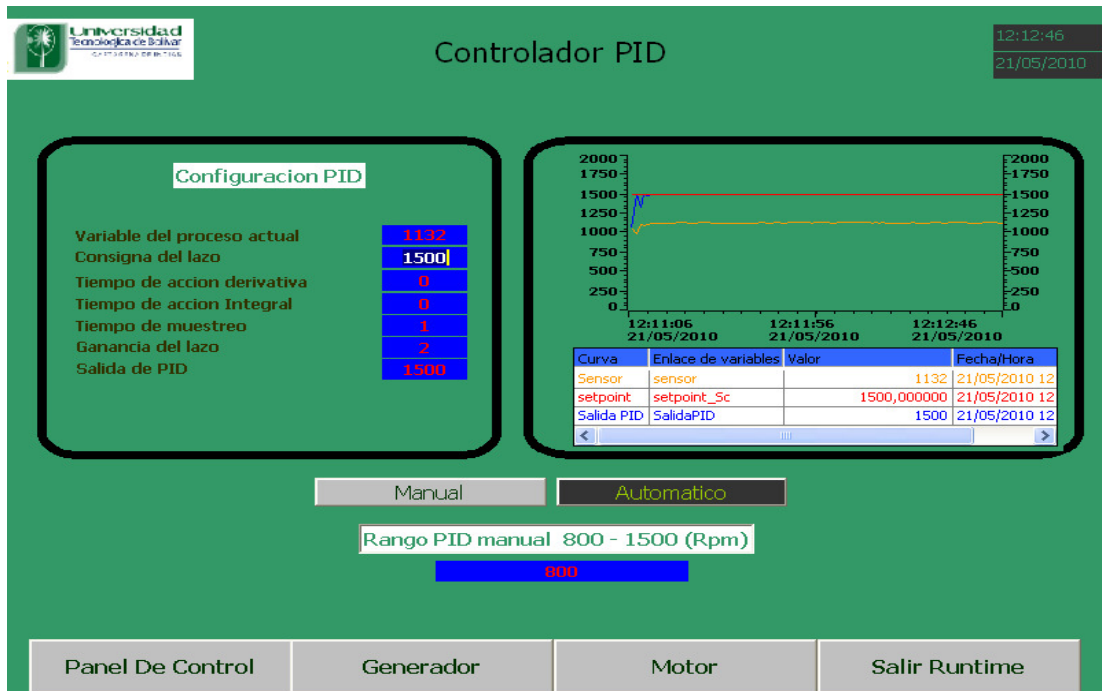 Universidad
Tecnológica de Bolívar
CARTAGENA DE INDIAS
Controlador PID
12:12:46
21/05/2010
Configuracion PID
Variable del proceso actual 1132
Consigna del lazo 1500
Tiempo de accion derivativa 0
Tiempo de accion Integral 0
Tiempo de muestreo 1
Ganancia del lazo 2
Salida de PID 1500
2000 2000
1750 1750
1500 1500
1250 1250
1000 1000
750 750
500 500
250 250
0 0
12:11:06 12:11:56 12:12:46
21/05/2010 21/05/2010 21/05/2010
Curva Enlace de variables Valor Fecha/Hora
Sensor sensor 1132 21/05/2010 12
setpoint setpoint_Sc 1500,000000 21/05/2010 12
Salida PID SalidaPID 1500 21/05/2010 12
Manual Automatico
Rango PID manual 800 - 1500 (Rpm)
800
Panel De Control Generador Motor Salir Runtime